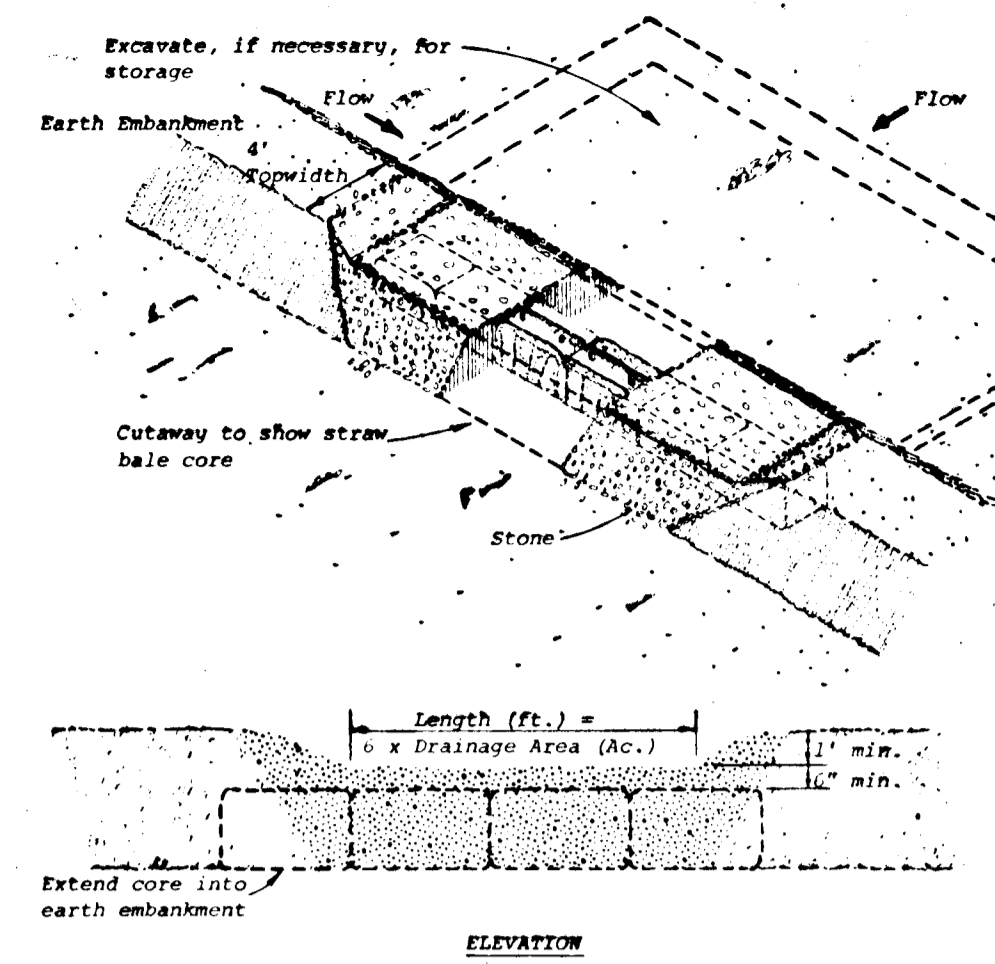 Excavate, if necessary, for
storage
Flow
Flow
Earth Embankment
4'
Topwidth
Cutaway to show straw
bale core
Stone
Length (ft.) =
6 x Drainage Area (Ac.)
1' min.
6" min.
Extend core into
earth embankment
ELEVATION